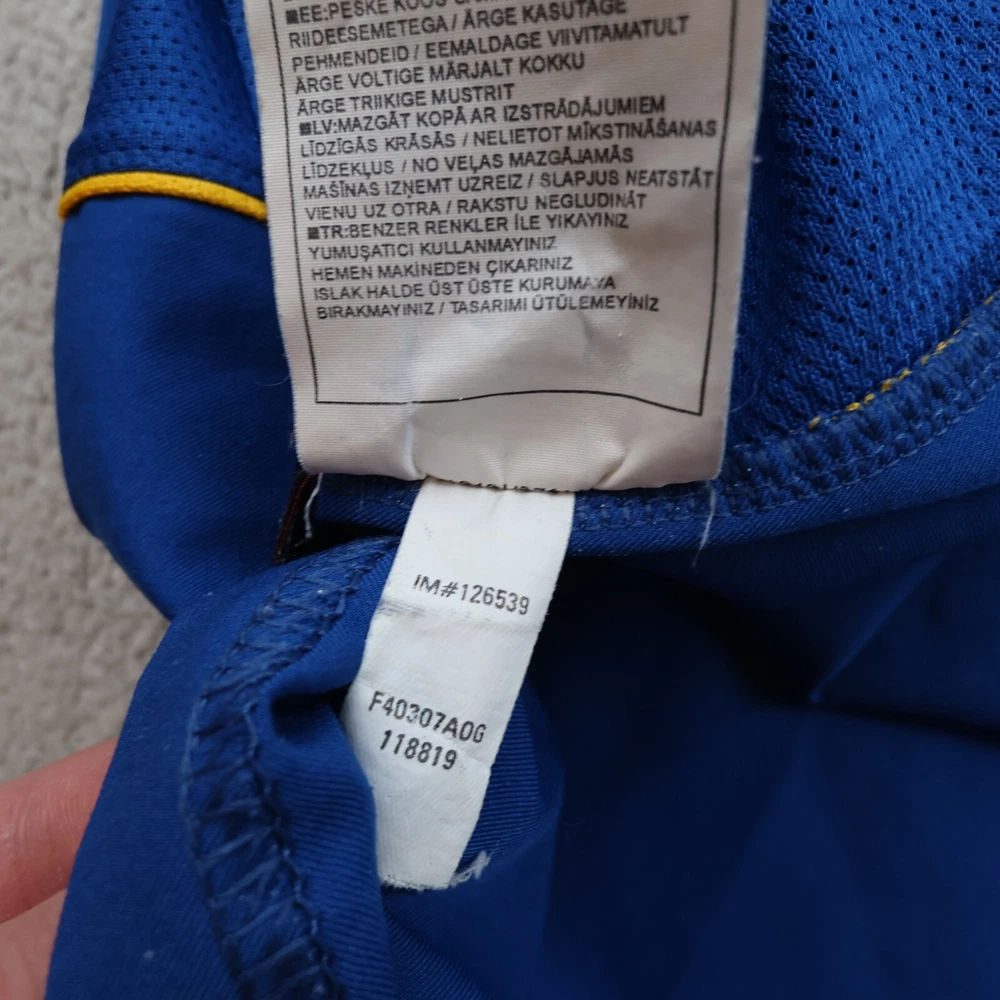 ■EE:PESKE KOOS
RIIDEESEMETEGA / ÄRGE KASUTAGE
PEHMENDEID / EEMALDAGE VIIVITAMATULT
ÄRGE VOLTIGE MÄRJALT KOKKU
ÄRGE TRIIKIGE MUSTRIT
■LV:MAZGĀT KOPĀ AR IZSTRĀDĀJUMIEM
LĪDZĪGĀS KRĀSĀS / NELIETOT MĪKSTINĀŠANAS
LĪDZEKĻUS / NO VEĻAS MAZGĀJAMĀS
MAŠĪNAS IZŅEMT UZREIZ / SLAPJUS NEATSTĀT
VIENU UZ OTRA / RAKSTU NEGLUDINĀT
■TR:BENZER RENKLER İLE YIKAYINIZ
YUMUŞATICI KULLANMAYINIZ
HEMEN MAKİNEDEN ÇIKARINIZ
ISLAK HALDE ÜST ÜSTE KURUMAYA
BIRAKMAYINIZ / TASARIMI ÜTÜLEMEYİNİZ
IM#126539
F40307A0G
118819